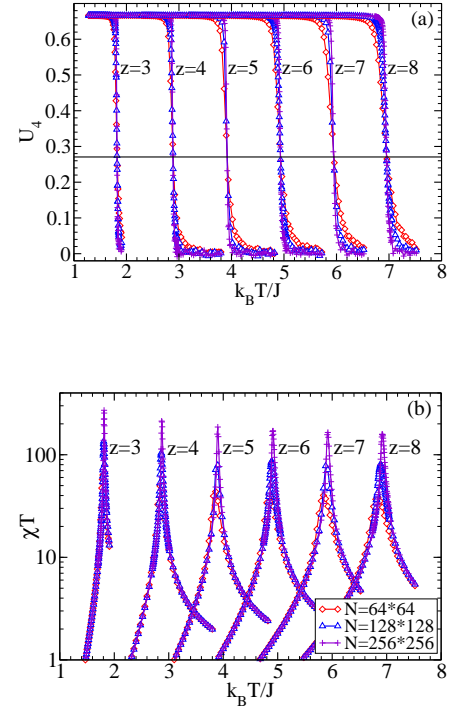 (a)
0.6
0.5
0.4
0.3
0.2
0.1
0
U4
z=3 z=4 z=5 z=6 z=7 z=8
1 2 3 4 5 6 7 8
kBT/J
(b)
100
10
1
χT
z=3 z=4 z=5 z=6 z=7 z=8
N=64*64
N=128*128
N=256*256
1 2 3 4 5 6 7 8
kBT/J